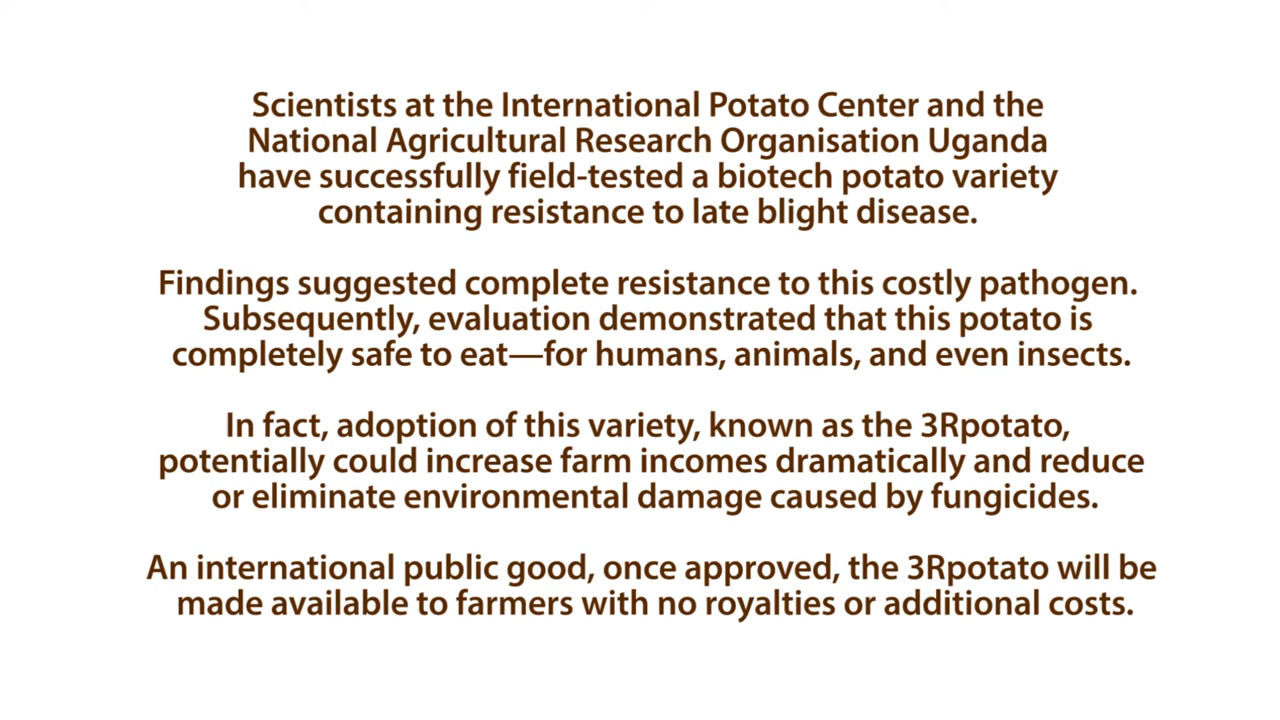 Scientists at the International Potato Center and the
National Agricultural Research Organisation Uganda
have successfully field-tested a biotech potato variety
containing resistance to late blight disease.
Findings suggested complete resistance to this costly pathogen.
Subsequently, evaluation demonstrated that this potato is
completely safe to eat—for humans, animals, and even insects.
In fact, adoption of this variety, known as the 3Rpotato,
potentially could increase farm incomes dramatically and reduce
or eliminate environmental damage caused by fungicides.
An international public good, once approved, the 3Rpotato will be
made available to farmers with no royalties or additional costs.